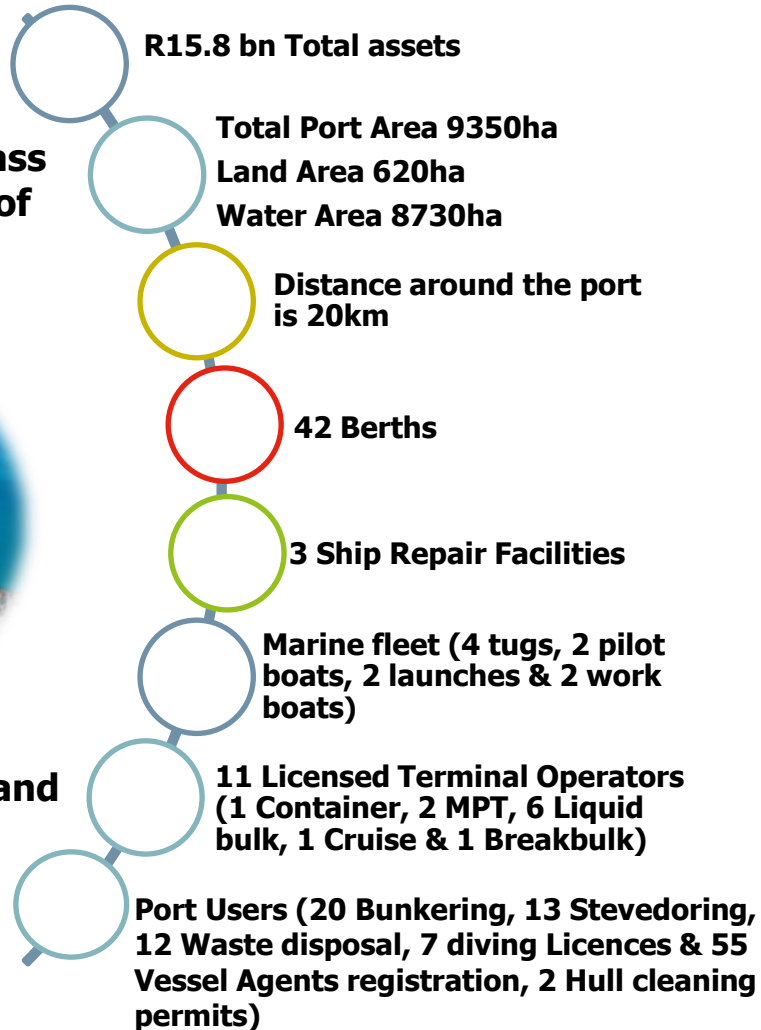 R15.8 bn Total assets
Total Port Area 9350ha
Land Area 620ha
Water Area 8730ha
of
Distance around the port
is 20km
42 Berths
3 Ship Repair Facilities
Marine fleet (4 tugs, 2 pilot
boats, 2 launches & 2 work
boats)
and
11 Licensed Terminal Operators
(1 Container, 2 MPT, 6 Liquid
bulk, 1 Cruise & 1 Breakbulk)
Port Users (20 Bunkering, 13 Stevedoring,
12 Waste disposal, 7 diving Licences & 55
Vessel Agents registration, 2 Hull cleaning
permits)